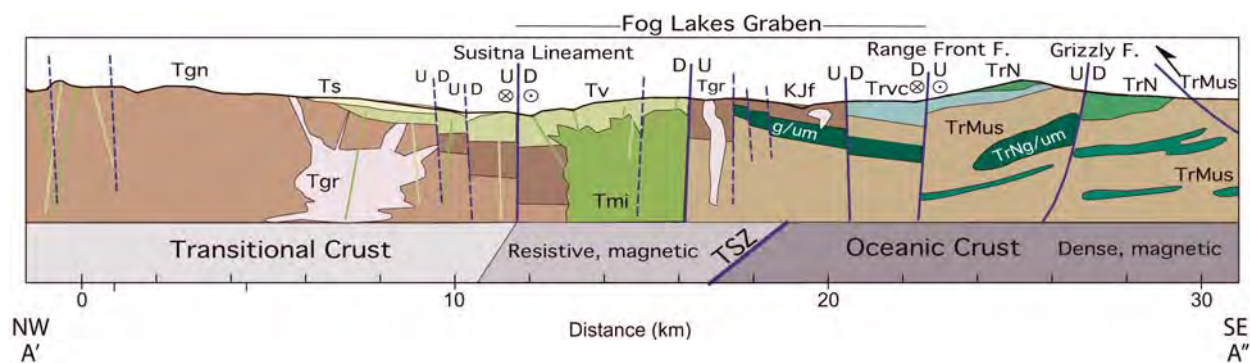 Fog Lakes Graben
Susitna Lineament
Range Front F.
Grizzly F.
Tgn
Ts
U D
U D
U D
Tv
D U
Tgr
KJf
U D
Trvc
D U
TrN
U D
TrN
TrMus
g/um
TrMus
TrNg/um
Tgr
Tmi
TrMus
Transitional Crust
Resistive, magnetic
TSZ
Oceanic Crust
Dense, magnetic
0
10
20
30
NW
A'
Distance (km)
SE
A"